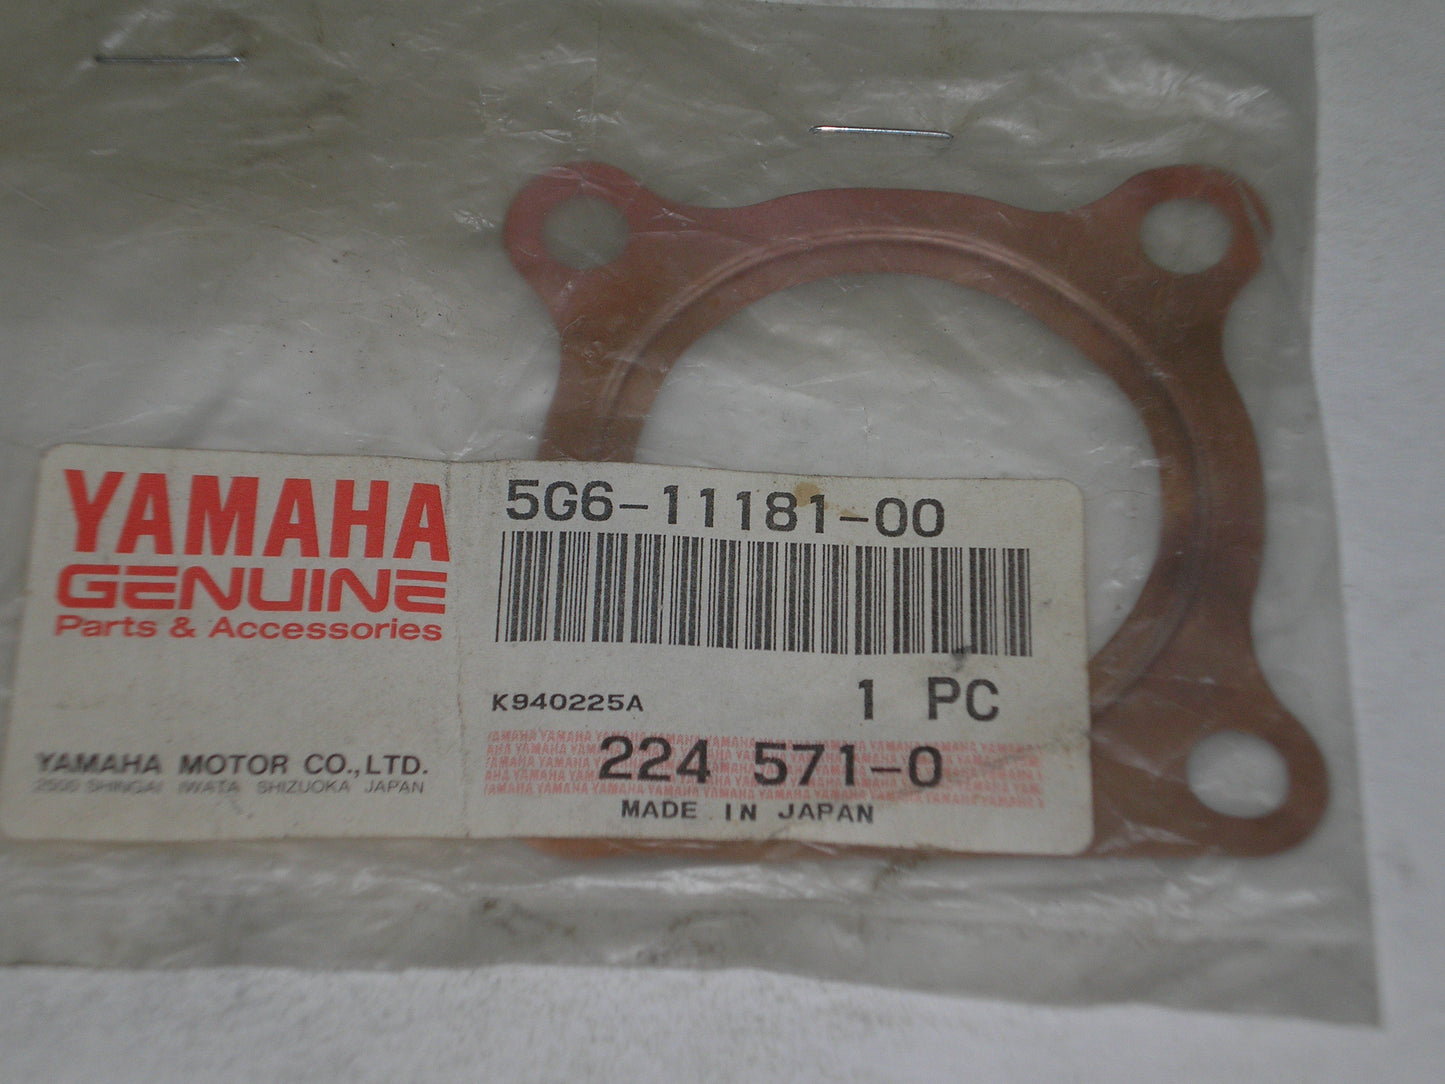 YAMAHA
GENUINE
Parts & Accessories
YAMAHA MOTOR CO.,LTD.
2500 SHINGAI IWATA SHIZUOKA JAPAN
5G6-11181-00
K940225A
1 PC
224 571-0
MADE IN JAPAN